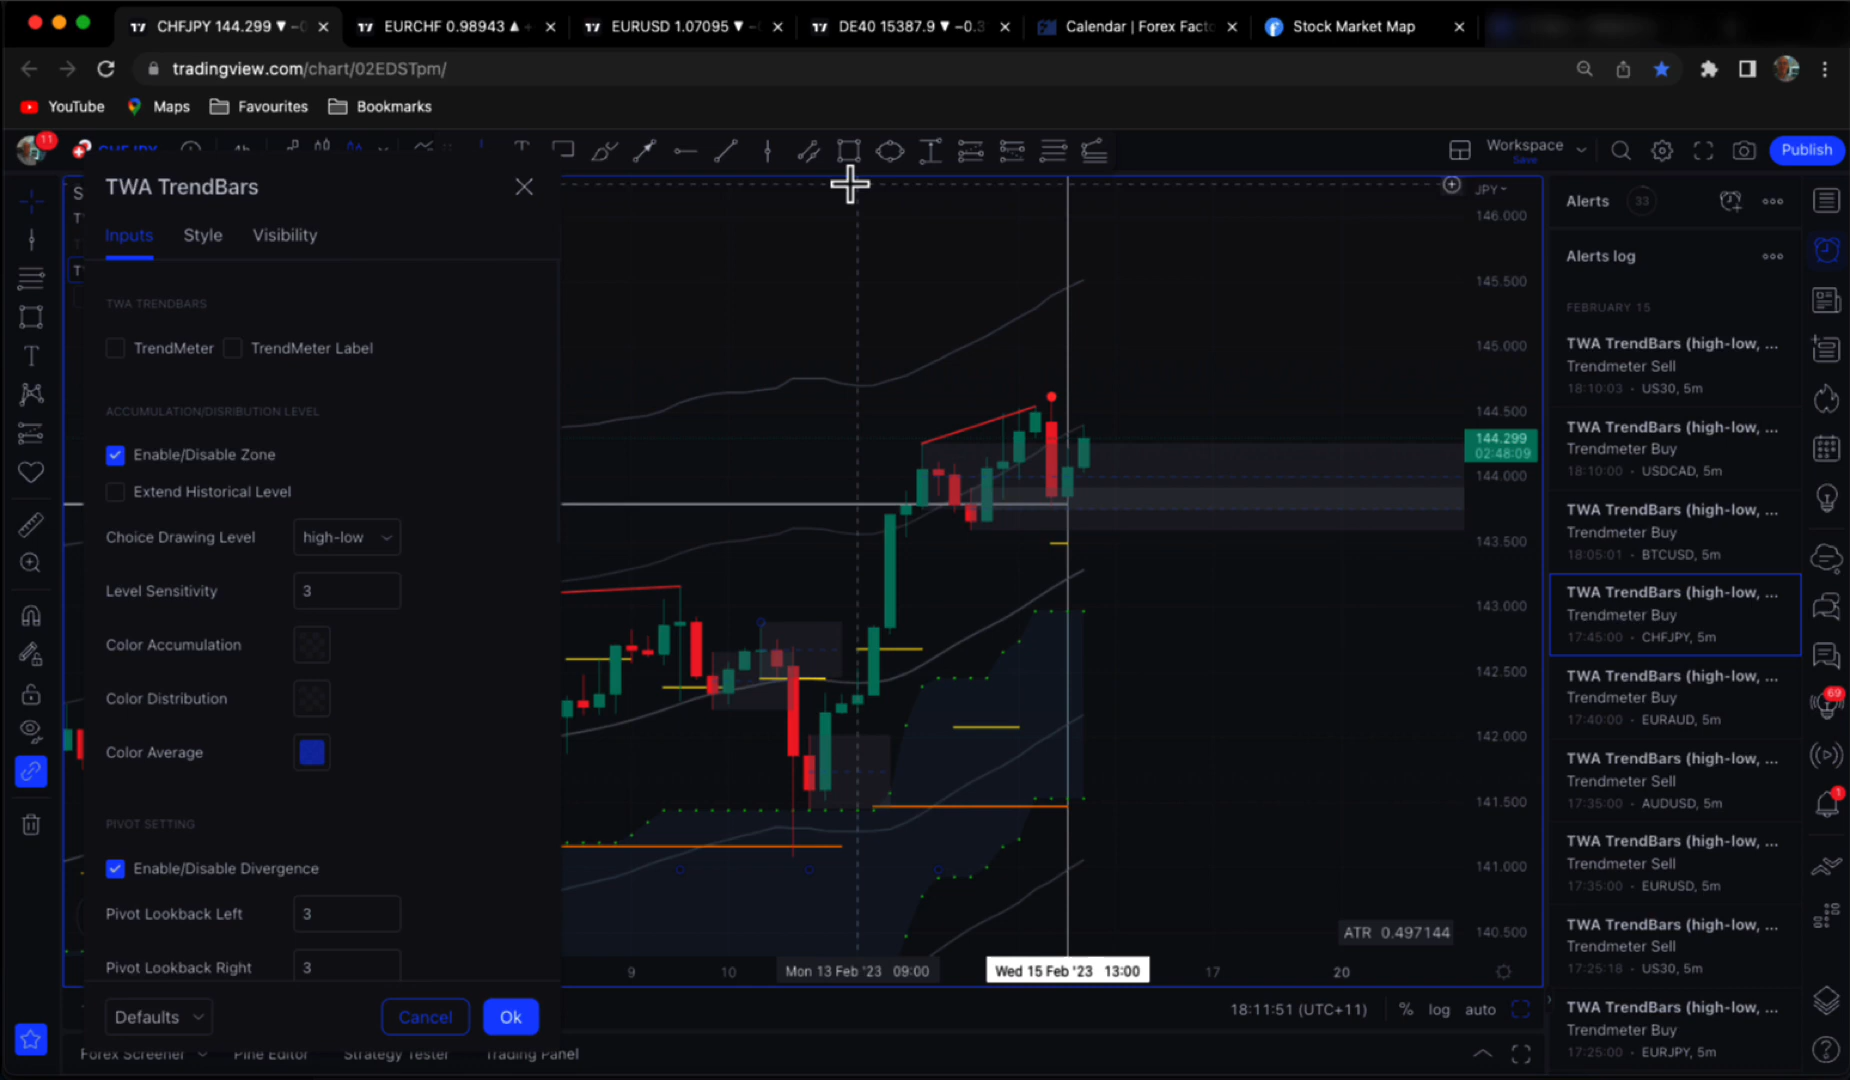 CHFJPY 144.299 ▼ −
EURCHF 0.98943 ▲ +
EURUSD 1.07095 ▼ −
DE40 15387.9 ▼ −0.3
Calendar | Forex Facto
Stock Market Map
tradingview.com/chart/02EDSTpm/
YouTube
Maps
Favourites
Bookmarks
11
CHFJPY
4h
Workspace
Save
Publish
TWA TrendBars
Inputs
Style
Visibility
TWA TRENDBARS
TrendMeter
TrendMeter Label
ACCUMULATION/DISRIBUTION LEVEL
Enable/Disable Zone
Extend Historical Level
Choice Drawing Level
high-low
Level Sensitivity
3
Color Accumulation
Color Distribution
Color Average
PIVOT SETTING
Enable/Disable Divergence
Pivot Lookback Left
3
Pivot Lookback Right
3
Defaults
Cancel
Ok
JPY
146.000
145.500
145.000
144.500
144.299
02:48:09
144.000
143.500
143.000
142.500
142.000
141.500
141.000
140.500
ATR 0.497144
9
10
Mon 13 Feb '23 09:00
Wed 15 Feb '23 13:00
17
20
18:11:51 (UTC+11)
%
log
auto
Forex Screener
Pine Editor
Strategy Tester
Trading Panel
Alerts
33
Alerts log
FEBRUARY 15
TWA TrendBars (high-low, ...
Trendmeter Sell
18:10:03 • US30, 5m
TWA TrendBars (high-low, ...
Trendmeter Buy
18:10:00 • USDCAD, 5m
TWA TrendBars (high-low, ...
Trendmeter Buy
18:05:01 • BTCUSD, 5m
TWA TrendBars (high-low, ...
Trendmeter Buy
17:45:00 • CHFJPY, 5m
TWA TrendBars (high-low, ...
Trendmeter Buy
17:40:00 • EURAUD, 5m
TWA TrendBars (high-low, ...
Trendmeter Sell
17:35:00 • AUDUSD, 5m
TWA TrendBars (high-low, ...
Trendmeter Sell
17:35:00 • EURUSD, 5m
TWA TrendBars (high-low, ...
Trendmeter Sell
17:25:18 • US30, 5m
TWA TrendBars (high-low, ...
Trendmeter Buy
17:25:00 • EURJPY, 5m
69
1